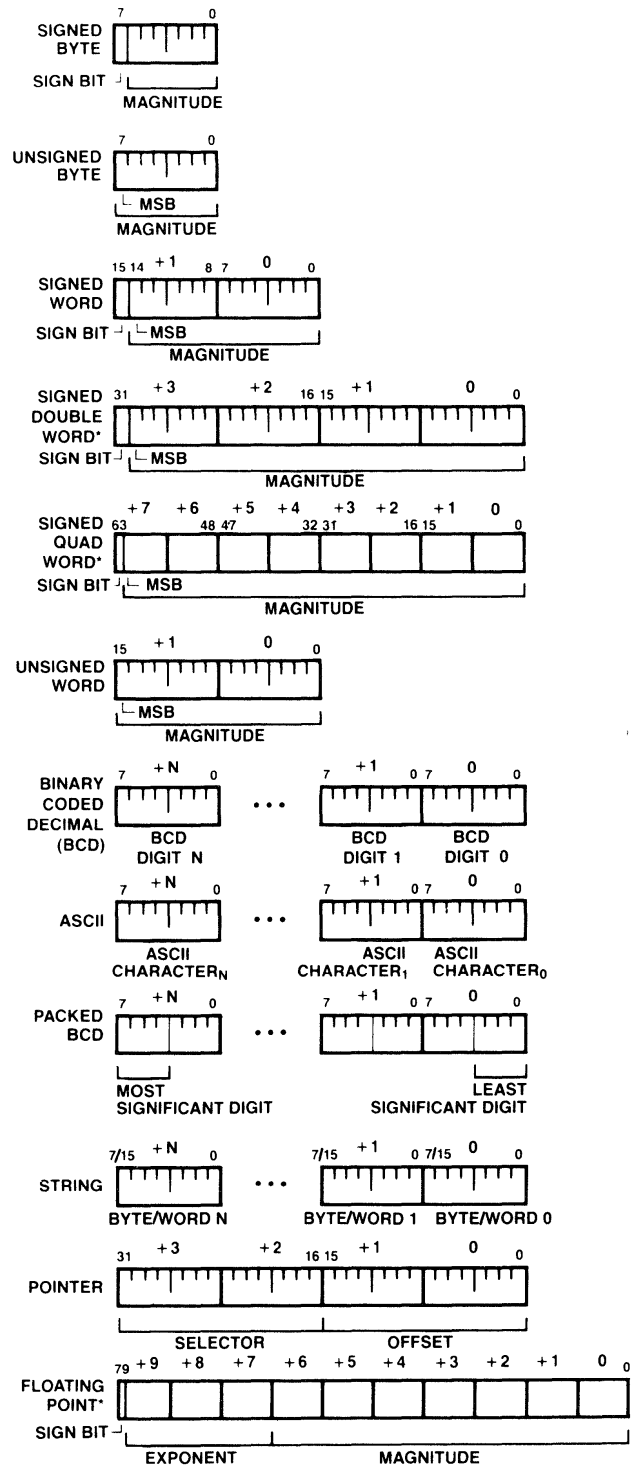 7 0
SIGNED
BYTE
SIGN BIT
MAGNITUDE
7 0
UNSIGNED
BYTE
MSB
MAGNITUDE
15 14 +1 8 7 0 0
SIGNED
WORD
SIGN BIT MSB
MAGNITUDE
31 +3 +2 16 15 +1 0 0
SIGNED
DOUBLE
WORD*
SIGN BIT MSB
MAGNITUDE
+7 +6 +5 +4 +3 +2 +1 0
63 48 47 32 31 16 15 0
SIGNED
QUAD
WORD*
SIGN BIT MSB
MAGNITUDE
15 +1 0 0
UNSIGNED
WORD
MSB
MAGNITUDE
7 +N 0 7 +1 0 7 0 0
BINARY
CODED
DECIMAL
(BCD)
•••
BCD BCD BCD
DIGIT N DIGIT 1 DIGIT 0
7 +N 0 7 +1 0 7 0 0
ASCII •••
ASCII ASCII ASCII
CHARACTERN CHARACTER1 CHARACTER0
7 +N 0 7 +1 0 7 0 0
PACKED
BCD
•••
MOST LEAST
SIGNIFICANT DIGIT SIGNIFICANT DIGIT
7/15 +N 0 7/15 +1 0 7/15 0 0
STRING •••
BYTE/WORD N BYTE/WORD 1 BYTE/WORD 0
31 +3 +2 16 15 +1 0 0
POINTER
SELECTOR OFFSET
79 +9 +8 +7 +6 +5 +4 +3 +2 +1 0 0
FLOATING
POINT*
SIGN BIT
EXPONENT MAGNITUDE